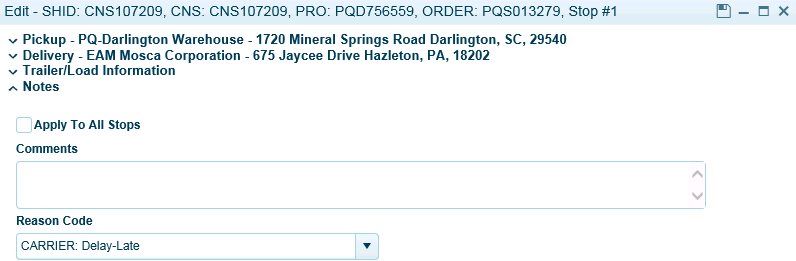 Edit - SHID: CNS107209, CNS: CNS107209, PRO: PQD756559, ORDER: PQS013279, Stop #1
Pickup - PQ-Darlington Warehouse - 1720 Mineral Springs Road Darlington, SC, 29540
Delivery - EAM Mosca Corporation - 675 Jaycee Drive Hazleton, PA, 18202
Trailer/Load Information
Notes
Apply To All Stops
Comments
Reason Code
CARRIER: Delay-Late